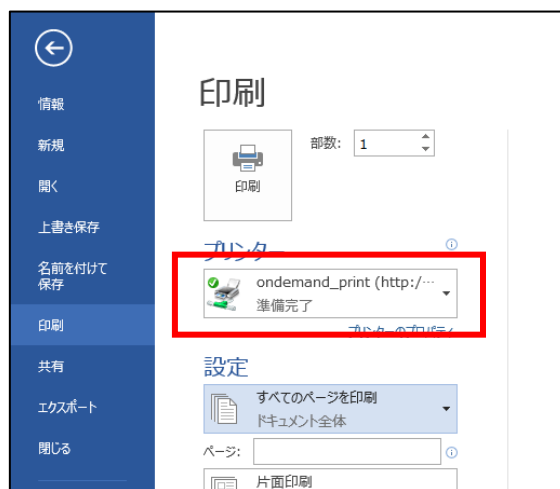 情報
新規
開く
上書き保存
名前を付けて
保存
印刷
共有
エクスポート
閉じる
印刷
印刷
部数: 1
プリンター
ondemand_print (http:/…
準備完了
プリンターのプロパティ
設定
すべてのページを印刷
ドキュメント全体
ページ:
片面印刷